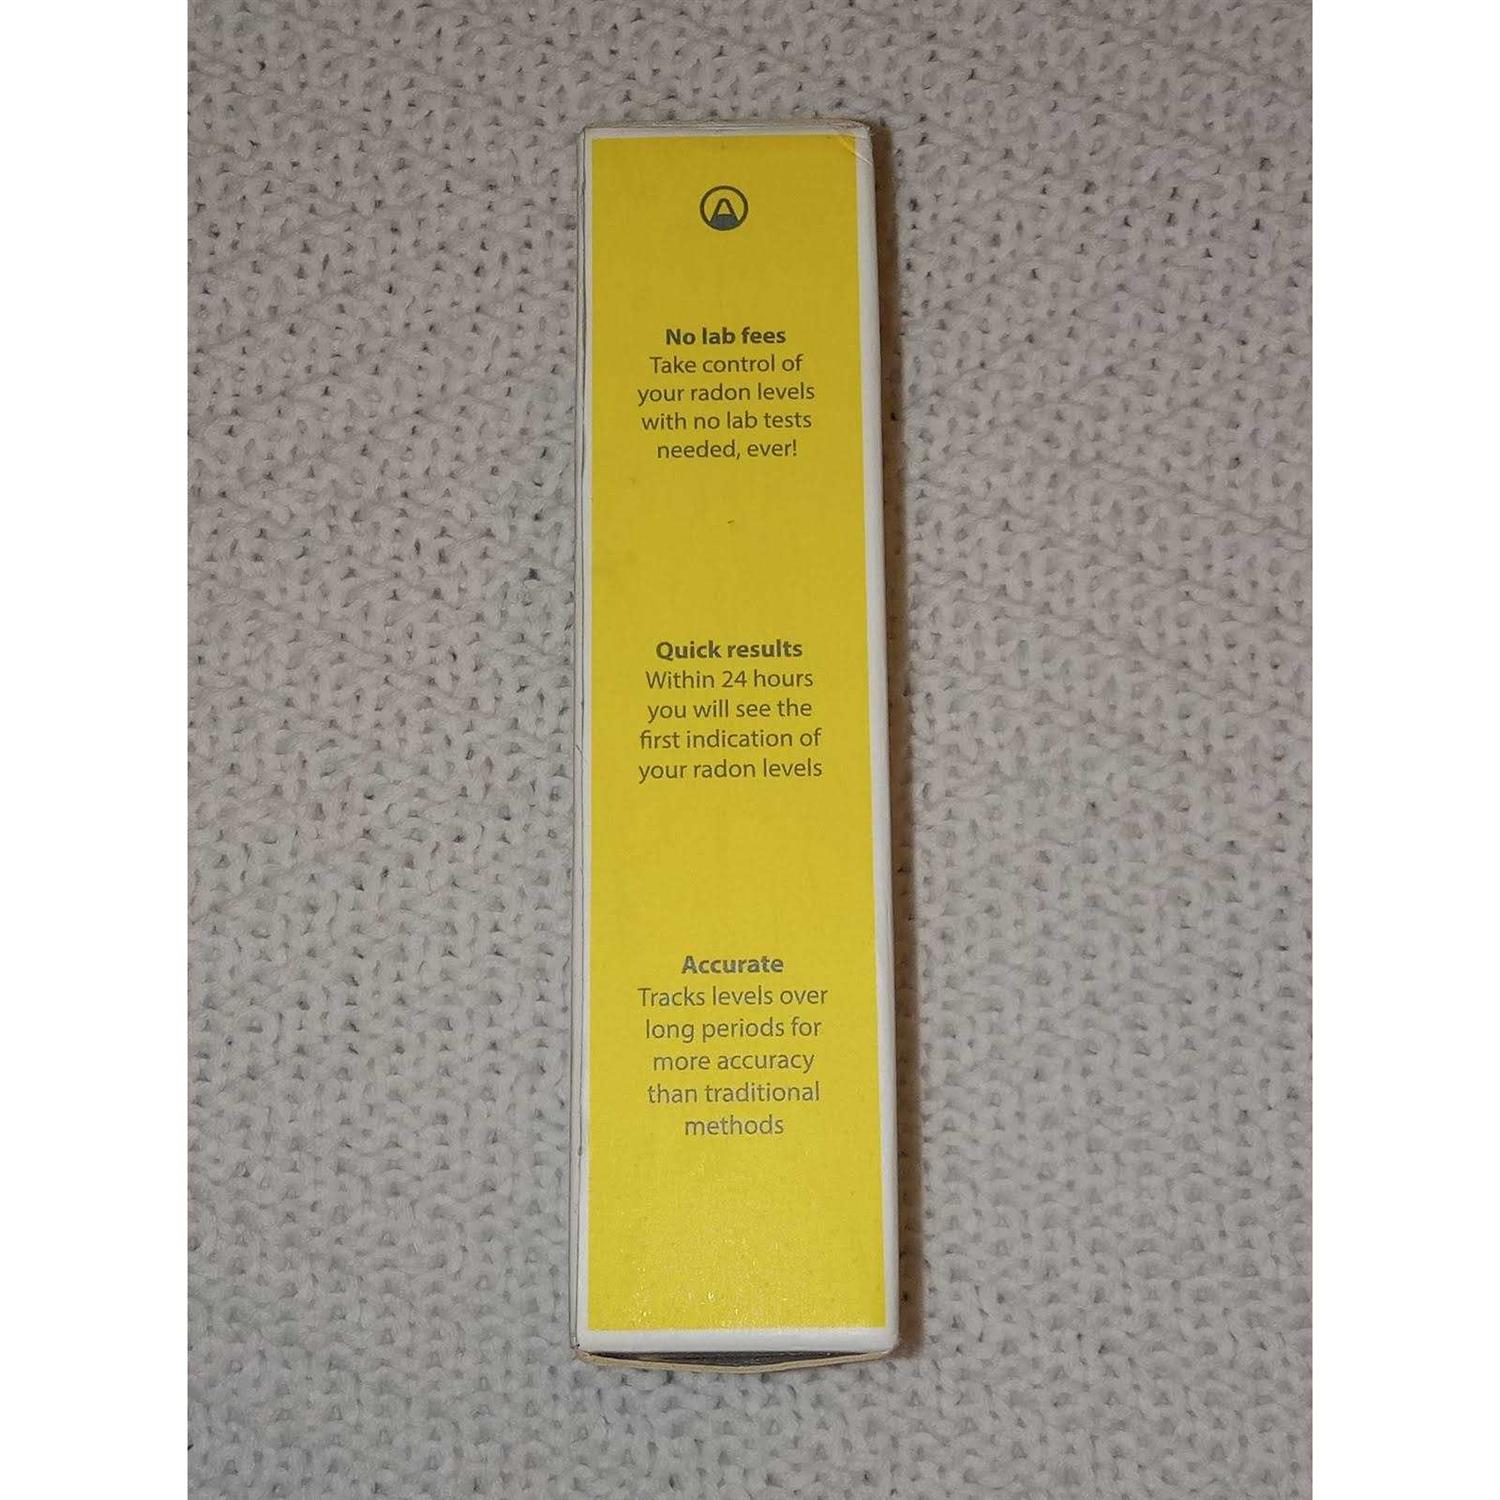 A
No lab fees
Take control of
your radon levels
with no lab tests
needed, ever!
Quick results
Within 24 hours
you will see the
first indication of
your radon levels
Accurate
Tracks levels over
long periods for
more accuracy
than traditional
methods